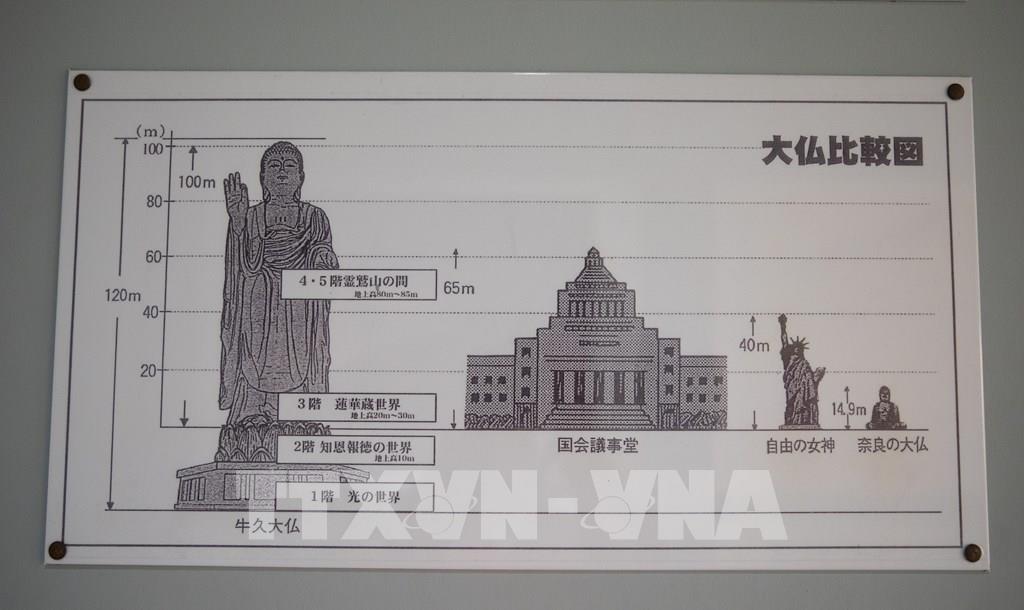 大仏比較図
(m)
100
80
60
40
20
100m
120m
4・5階霊鷲山の間
地上高80m〜85m
3階 蓮華蔵世界
地上高20m〜30m
2階 知恩報徳の世界
地上高10m
1階 光の世界
牛久大仏
65m
国会議事堂
40m
自由の女神
14.9m
奈良の大仏
TTXVN-VNA